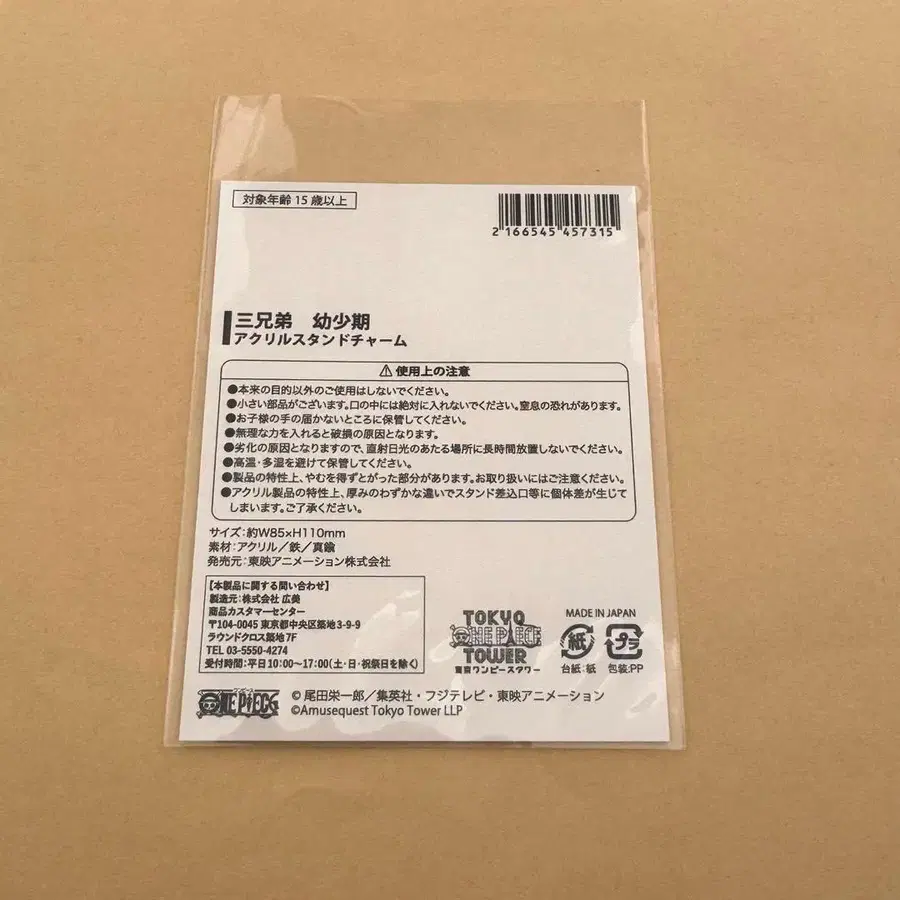 対象年齢 15 歳以上
2 166545 457315
三兄弟 幼少期
アクリルスタンドチャーム
⚠ 使用上の注意
●本来の目的以外のご使用はしないでください。
●小さい部品がございます。口の中には絶対に入れないでください。窒息の恐れがあります。
●お子様の手の届かないところに保管してください。
●無理な力を入れると破損の原因となります。
●劣化の原因となりますので、直射日光のあたる場所に長時間放置しないでください。
●高温・多湿を避けて保管してください。
●製品の特性上、やむを得ずとがった部分があります。お取り扱いにはご注意ください。
●アクリル製品の特性上、厚みのわずかな違いでスタンド差込口等に個体差が生じて
しまいます。ご了承ください。
サイズ:約W85×H110mm
素材:アクリル／鉄／真鍮
発売元:東映アニメーション株式会社
【本製品に関する問い合わせ】
製造元:株式会社 広美
商品カスタマーセンター
〒104-0045 東京都中央区築地3-9-9
ラウンドクロス築地7F
TEL 03-5550-4274
受付時間:平日10:00〜17:00(土・日・祝祭日を除く)
TOKYO
ONE PIECE
TOWER
東京ワンピースタワー
MADE IN JAPAN
紙
プラ
台紙:紙
包装:PP
ONE PIECE
© 尾田栄一郎／集英社・フジテレビ・東映アニメーション
©Amusequest Tokyo Tower LLP